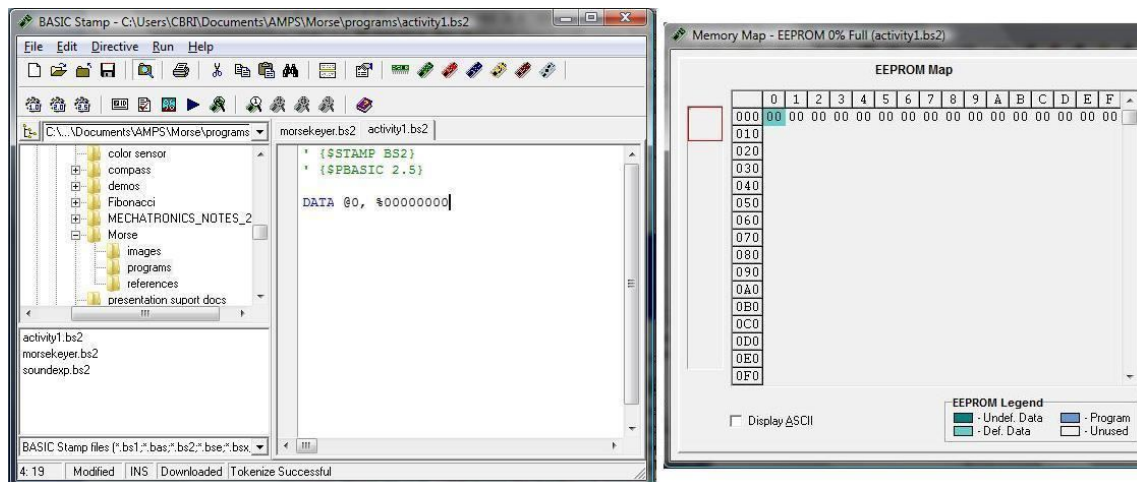 BASIC Stamp - C:\Users\CBRI\Documents\AMPS\Morse\programs\activity1.bs2
File Edit Directive Run Help
C:\...\Documents\AMPS\Morse\programs
color sensor
compass
demos
Fibonacci
MECHATRONICS_NOTES_2
Morse
images
programs
references
presentation suport docs
activity1.bs2
morsekeyer.bs2
soundexp.bs2
BASIC Stamp files (*.bs1;*.bas;*.bs2;*.bse;*.bsx,
morsekeyer.bs2 activity1.bs2
' {$STAMP BS2}
' {$PBASIC 2.5}
DATA @0, %00000000
4: 19 Modified INS Downloaded Tokenize Successful
Memory Map - EEPROM 0% Full (activity1.bs2)
EEPROM Map
0 1 2 3 4 5 6 7 8 9 A B C D E F
000 00 00 00 00 00 00 00 00 00 00 00 00 00 00 00 00
010
020
030
040
050
060
070
080
090
0A0
0B0
0C0
0D0
0E0
0F0
Display ASCII
EEPROM Legend
- Undef. Data - Program
- Def. Data - Unused